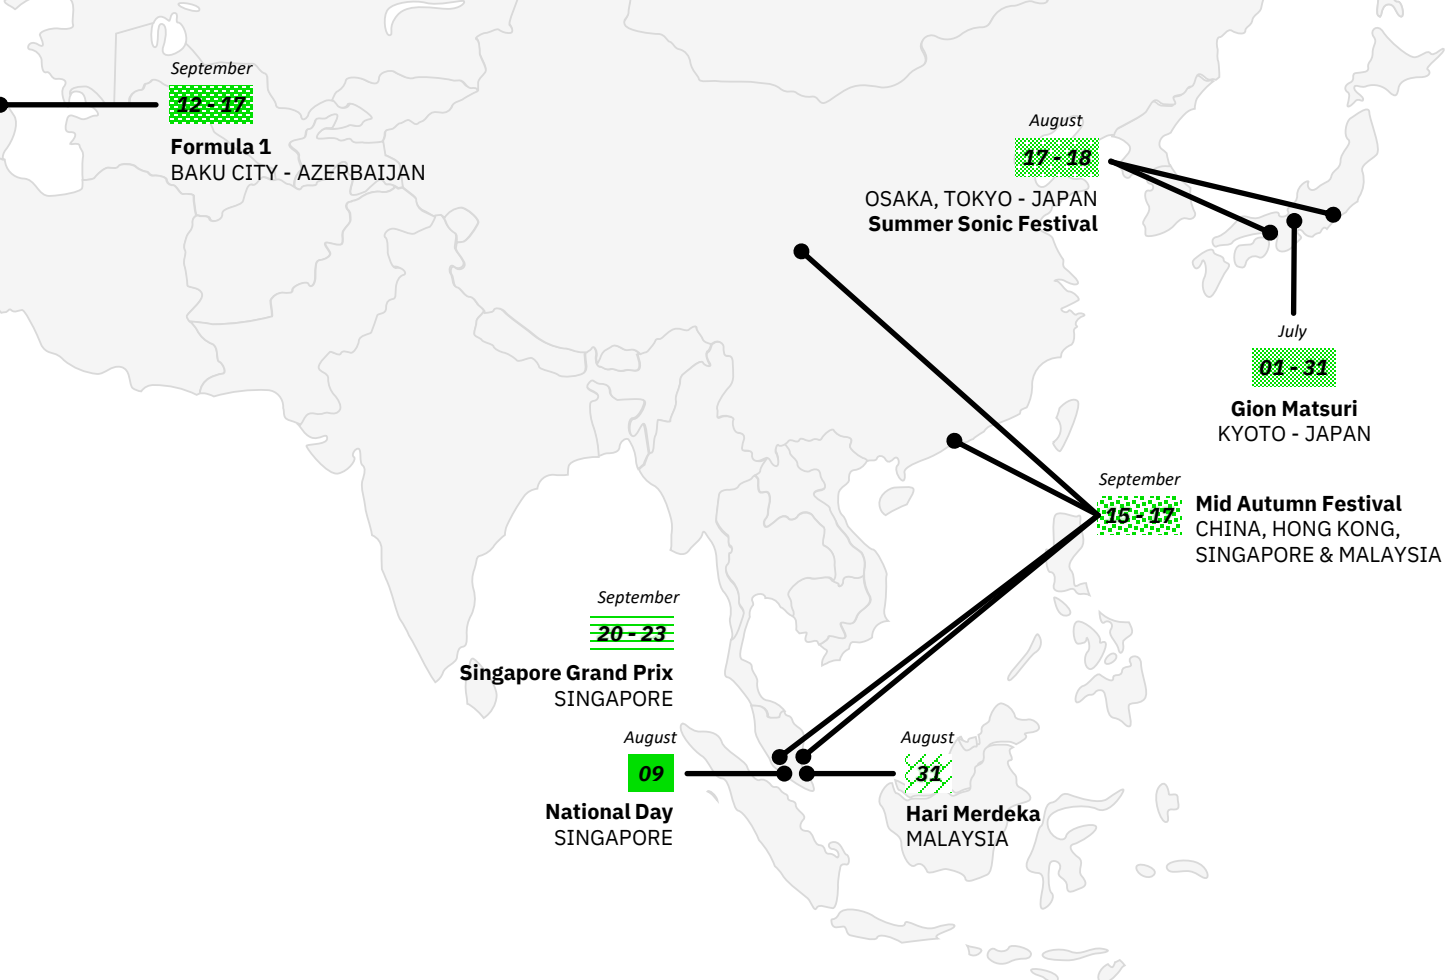 September
12 - 17
Formula 1
BAKU CITY - AZERBAIJAN
August
17 - 18
OSAKA, TOKYO - JAPAN
Summer Sonic Festival
July
01 - 31
Gion Matsuri
KYOTO - JAPAN
September
15 - 17
Mid Autumn Festival
CHINA, HONG KONG,
SINGAPORE & MALAYSIA
September
20 - 23
Singapore Grand Prix
SINGAPORE
August
09
National Day
SINGAPORE
August
31
Hari Merdeka
MALAYSIA